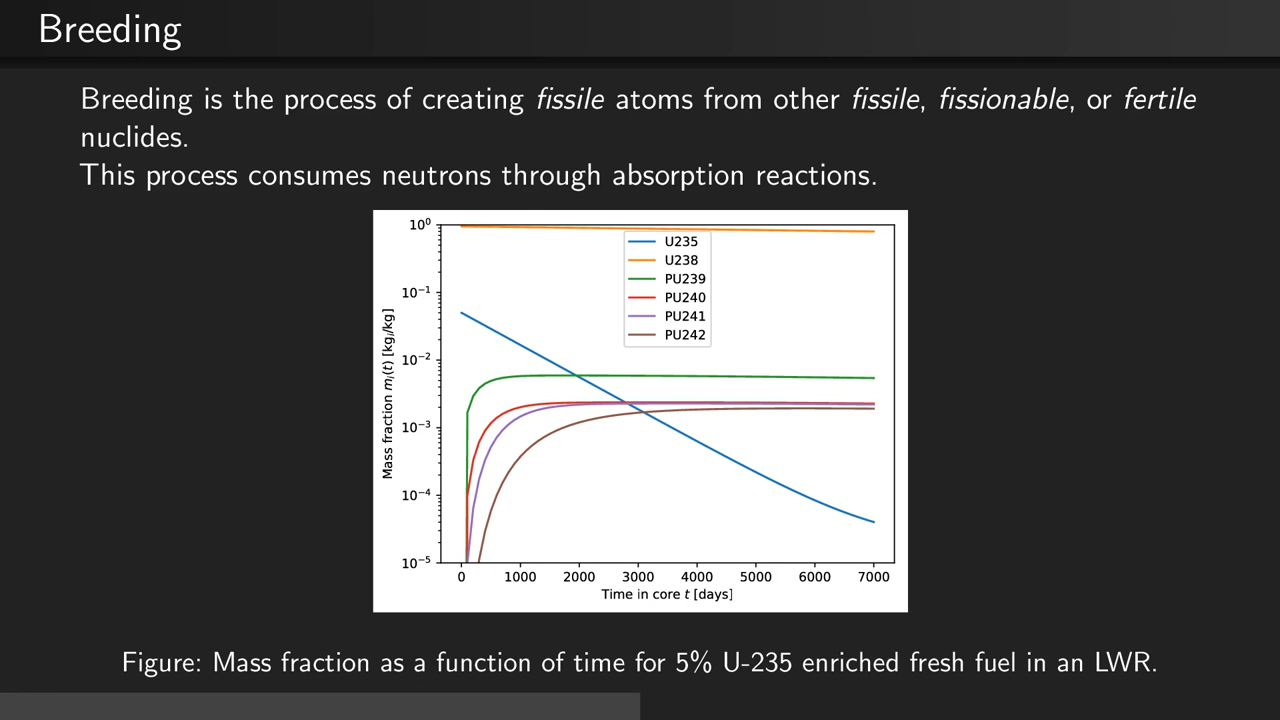 Breeding
Breeding is the process of creating fissile atoms from other fissile, fissionable, or fertile
nuclides.
This process consumes neutrons through absorption reactions.
10⁰
10⁻¹
10⁻²
10⁻³
10⁻⁴
10⁻⁵
Mass fraction mᵢ(t) [kgᵢ/kg]
U235
U238
PU239
PU240
PU241
PU242
0 1000 2000 3000 4000 5000 6000 7000
Time in core t [days]
Figure: Mass fraction as a function of time for 5% U-235 enriched fresh fuel in an LWR.